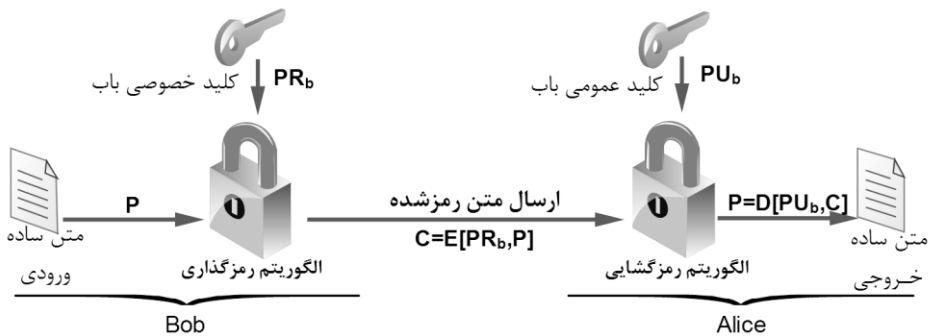 کلید خصوصی باب
PRb
کلید عمومی باب
PUb
P
ارسال متن رمزشده
C=E[PRb,P]
P=D[PUb,C]
متن ساده
ورودی
الگوریتم رمزگذاری
الگوریتم رمزگشایی
متن ساده
خروجی
Bob
Alice